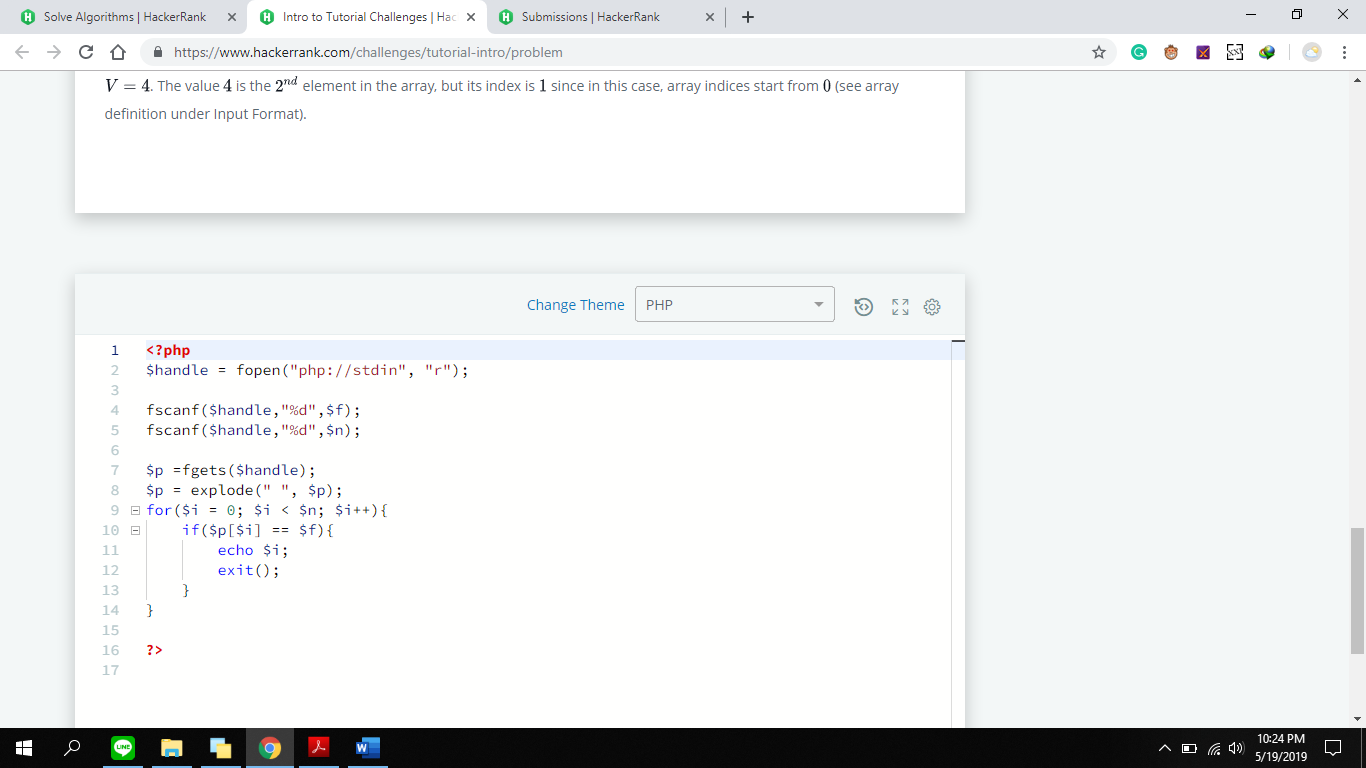 Solve Algorithms | HackerRank
Intro to Tutorial Challenges | Hac
Submissions | HackerRank
https://www.hackerrank.com/challenges/tutorial-intro/problem
V = 4. The value 4 is the 2nd element in the array, but its index is 1 since in this case, array indices start from 0 (see array
definition under Input Format).
Change Theme PHP
1 <?php
2 $handle = fopen("php://stdin", "r");
3
4 fscanf($handle,"%d",$f);
5 fscanf($handle,"%d",$n);
6
7 $p =fgets($handle);
8 $p = explode(" ", $p);
9 for($i = 0; $i < $n; $i++){
10     if($p[$i] == $f){
11         echo $i;
12         exit();
13     }
14 }
15
16 ?>
17
LINE
W
10:24 PM
5/19/2019